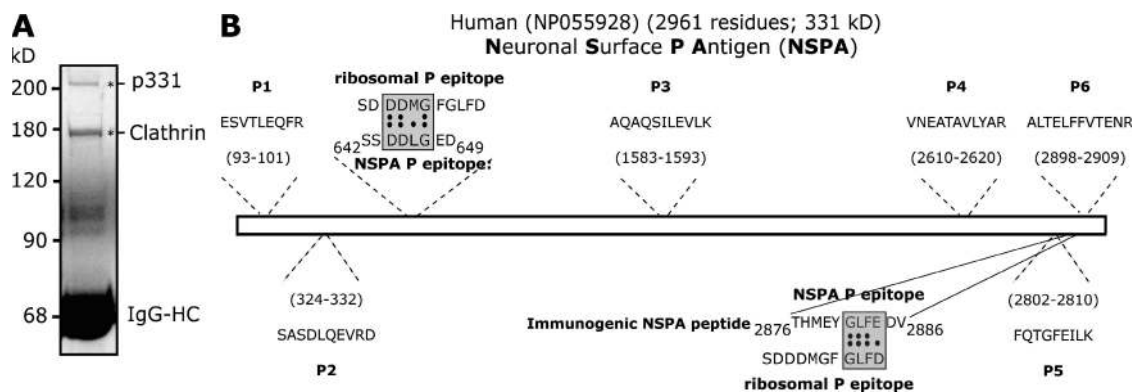 A
kD
200
180
120
90
68
p331
Clathrin
IgG-HC
B
Human (NP055928) (2961 residues; 331 kD)
Neuronal Surface P Antigen (NSPA)
P1
ESVTLEQFR
(93-101)
ribosomal P epitope
SD DDMG FGLFD
642 SS DDLG ED 649
NSPA P epitope:
P3
AQAQSILEVLK
(1583-1593)
P4
VNEATAVLYAR
(2610-2620)
P6
ALTELFFVTENR
(2898-2909)
(324-332)
SASDLQEVRD
P2
NSPA P epitope
Immunogenic NSPA peptide 2876 THMEY GLFE DV 2886
SDDDMGF GLFD
ribosomal P epitope
(2802-2810)
FQTGFEILK
P5